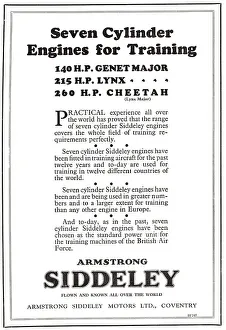 Seven Cylinder
Engines for Training
140 H.P. GENET MAJOR
215 H.P. LYNX
260 H.P. CHEETAH
(Lynx Major)
PRACTICAL experience all over
the world has proved that the range
of seven cylinder Siddeley engines
covers the whole field of training re-
quirements perfectly.
Seven cylinder Siddeley engines have
been fitted in training aircraft for the past
twelve years and to-day are used for
training in twelve different countries of
the world.
Seven cylinder Siddeley engines have
been and are being used in greater num-
bers and to a larger extent for training
than any other engine in Europe.
And to-day, as in the past, seven
cylinder Siddeley engines have been
chosen as the standard power unit for
the training machines of the British Air
Force.
ARMSTRONG
SIDDELEY
FLOWN AND KNOWN ALL OVER THE WORLD
ARMSTRONG SIDDELEY MOTORS LTD., COVENTRY